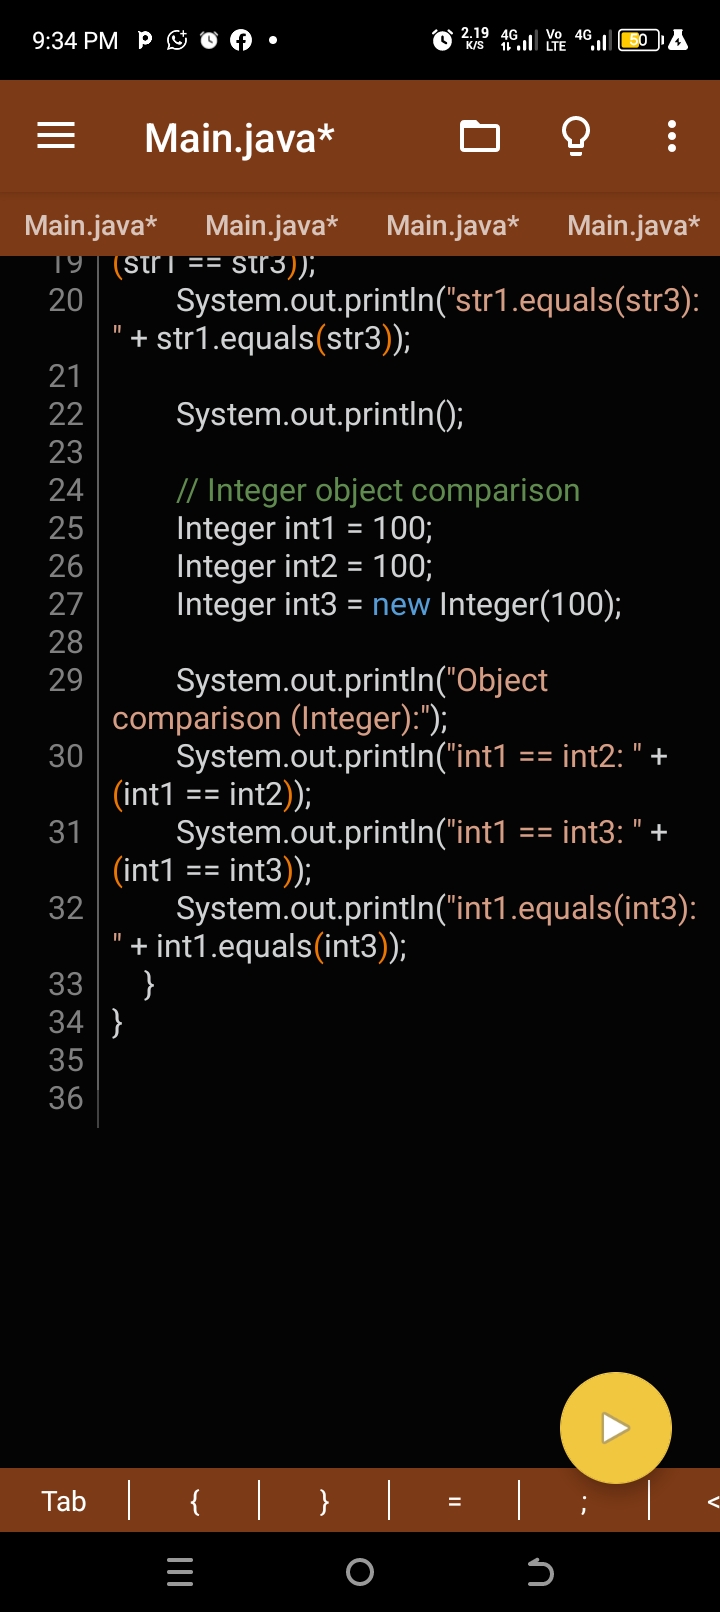 9:34 PM
2.19 K/S 4G Vo LTE 4G 50
Main.java*
Main.java* Main.java* Main.java* Main.java*
19 (str1 == str3));
20 System.out.println("str1.equals(str3):
" + str1.equals(str3));
21
22 System.out.println();
23
24 // Integer object comparison
25 Integer int1 = 100;
26 Integer int2 = 100;
27 Integer int3 = new Integer(100);
28
29 System.out.println("Object
comparison (Integer):");
30 System.out.println("int1 == int2: " +
(int1 == int2));
31 System.out.println("int1 == int3: " +
(int1 == int3));
32 System.out.println("int1.equals(int3):
" + int1.equals(int3));
33 }
34 }
35
36
Tab { } = ; <